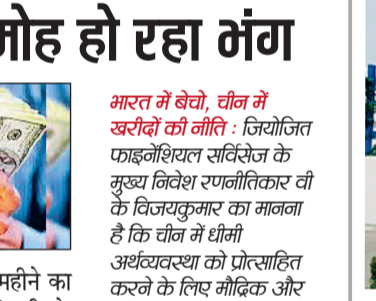 मोह हो रहा भंग
भारत में बेचो, चीन में
खरीदों की नीति : जियोजित
फाइनेंशियल सर्विसेज के
मुख्य निवेश रणनीतिकार वी
के विजयकुमार का मानना
है कि चीन में धीमी
अर्थव्यवस्था को प्रोत्साहित
करने के लिए मौद्रिक और
महीने का